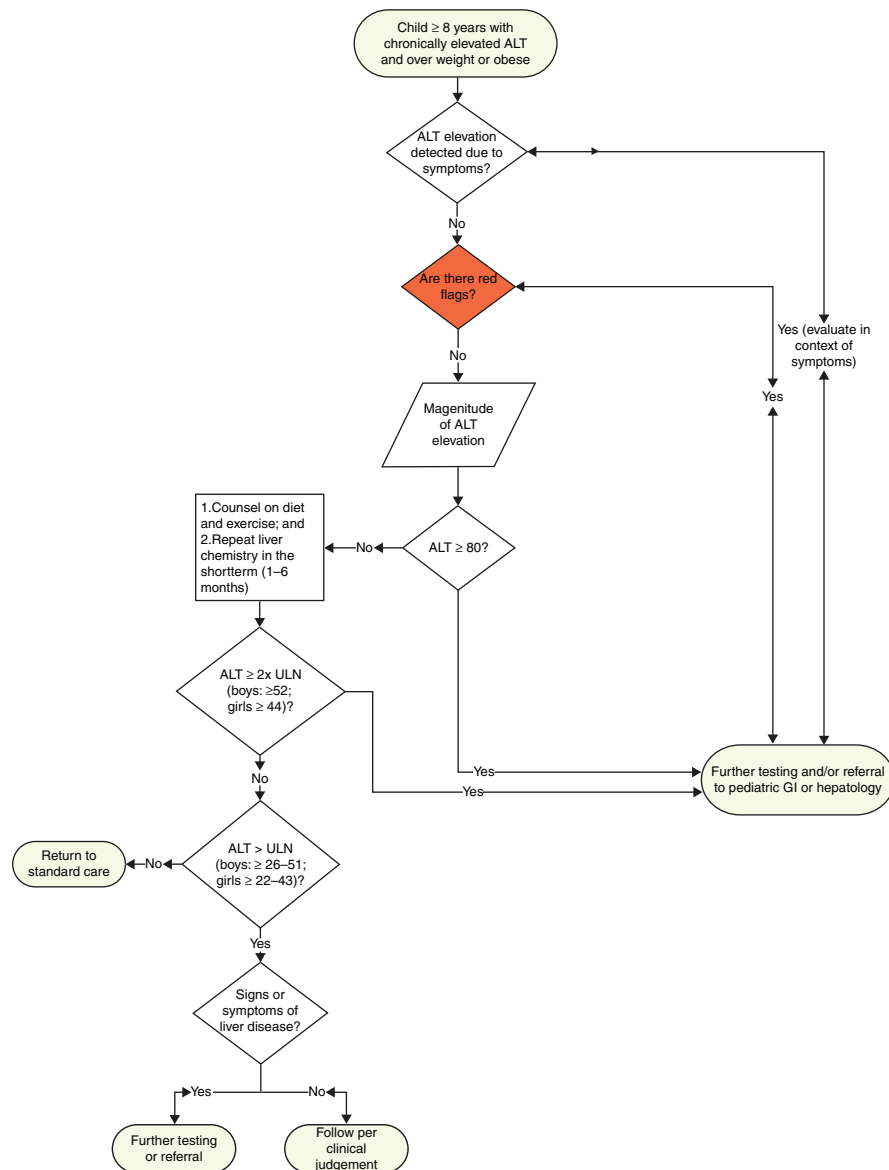 Child ≥ 8 years with
chronically elevated ALT
and over weight or obese
ALT elevation
detected due to
symptoms?
No
Are there red
flags?
Yes (evaluate in
context of
symptoms)
No
Yes
Magenitude
of ALT
elevation
1.Counsel on diet
and exercise; and
2.Repeat liver
chemistry in the
shortterm (1–6
months)
No
ALT ≥ 80?
ALT ≥ 2x ULN
(boys: ≥52;
girls ≥ 44)?
Yes
Yes
Further testing and/or referral
to pediatric GI or hepatology
No
ALT > ULN
(boys: ≥ 26–51;
girls ≥ 22–43)?
No
Return to
standard care
Yes
Signs or
symptoms of
liver disease?
Yes
No
Further testing
or referral
Follow per
clinical
judgement